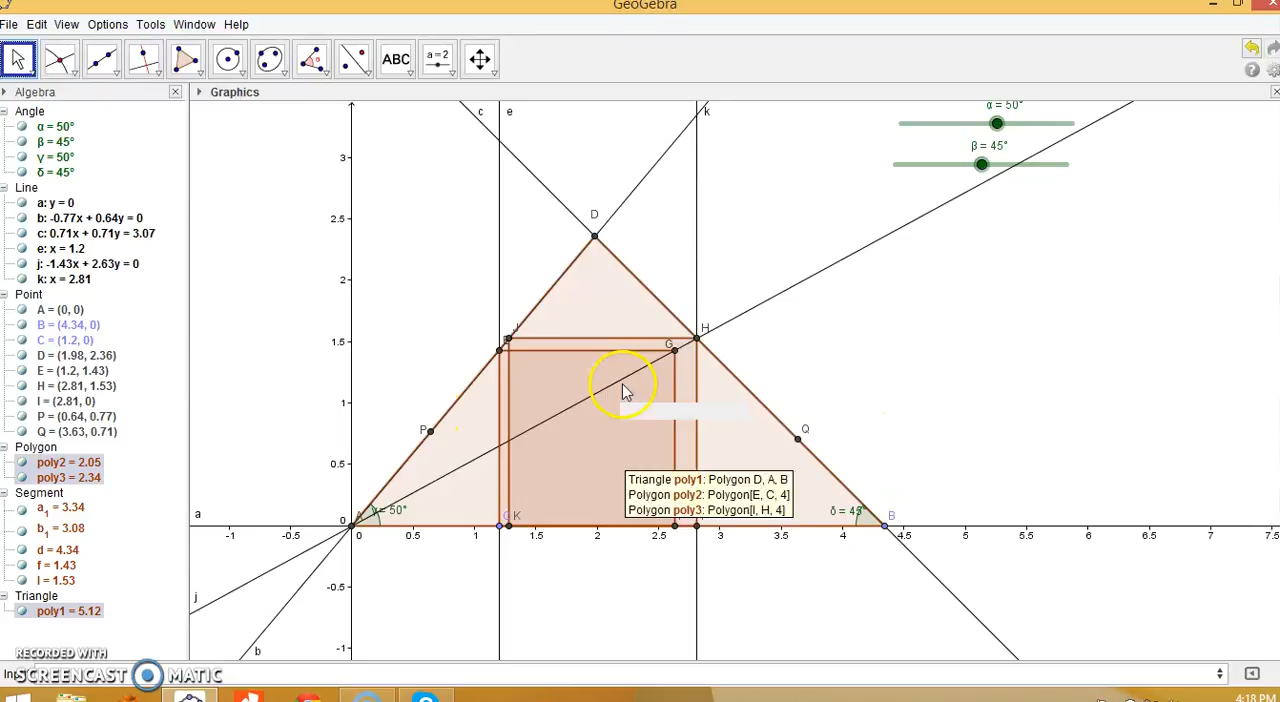 GeoGebra
File Edit View Options Tools Window Help
ABC
a = 2
Algebra
Graphics
Angle
α = 50°
β = 45°
γ = 50°
δ = 45°
Line
a: y = 0
b: -0.77x + 0.64y = 0
c: 0.71x + 0.71y = 3.07
e: x = 1.2
j: -1.43x + 2.63y = 0
k: x = 2.81
Point
A = (0, 0)
B = (4.34, 0)
C = (1.2, 0)
D = (1.98, 2.36)
E = (1.2, 1.43)
H = (2.81, 1.53)
I = (2.81, 0)
P = (0.64, 0.77)
Q = (3.63, 0.71)
Polygon
poly2 = 2.05
poly3 = 2.34
Segment
a1 = 3.34
b1 = 3.08
d = 4.34
f = 1.43
l = 1.53
Triangle
poly1 = 5.12
c e k
α = 50°
β = 45°
3
2.5
D
2
1.5
J H
G
1
P Q
0.5
Triangle poly1: Polygon D, A, B
Polygon poly2: Polygon[E, C, 4]
Polygon poly3: Polygon[I, H, 4]
a
0
A γ = 50°
K
δ = 45° B
-1 -0.5 0 0.5 1 1.5 2 2.5 3 3.5 4 4.5 5 5.5 6 6.5 7 7.5
-0.5
j
b
-1
RECORDED WITH
SCREENCAST MATIC
4:18 PM